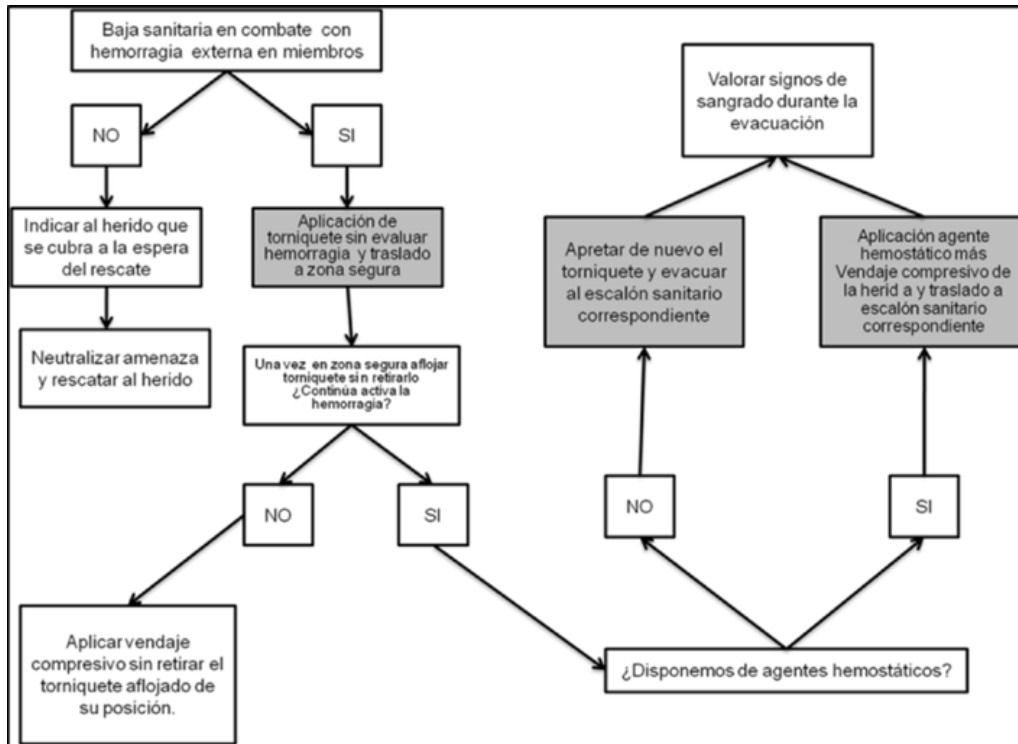 Baja sanitaria en combate con
hemorragia externa en miembros
NO
SI
Indicar al herido que
se cubra a la espera
del rescate
Aplicación de
torniquete sin evaluar
hemorragia y traslado
a zona segura
Neutralizar amenaza
y rescatar al herido
Una vez en zona segura aflojar
torniquete sin retirarlo
¿Continúa activa la
hemorragia?
NO
SI
Aplicar vendaje
compresivo sin retirar el
torniquete aflojado de
su posición.
¿Disponemos de agentes hemostáticos?
NO
SI
Apretar de nuevo el
torniquete y evacuar
al escalón sanitario
correspondiente
Aplicación agente
hemostático más
Vendaje compresivo de
la herid a y traslado a
escalón sanitario
correspondiente
Valorar signos de
sangrado durante la
evacuación